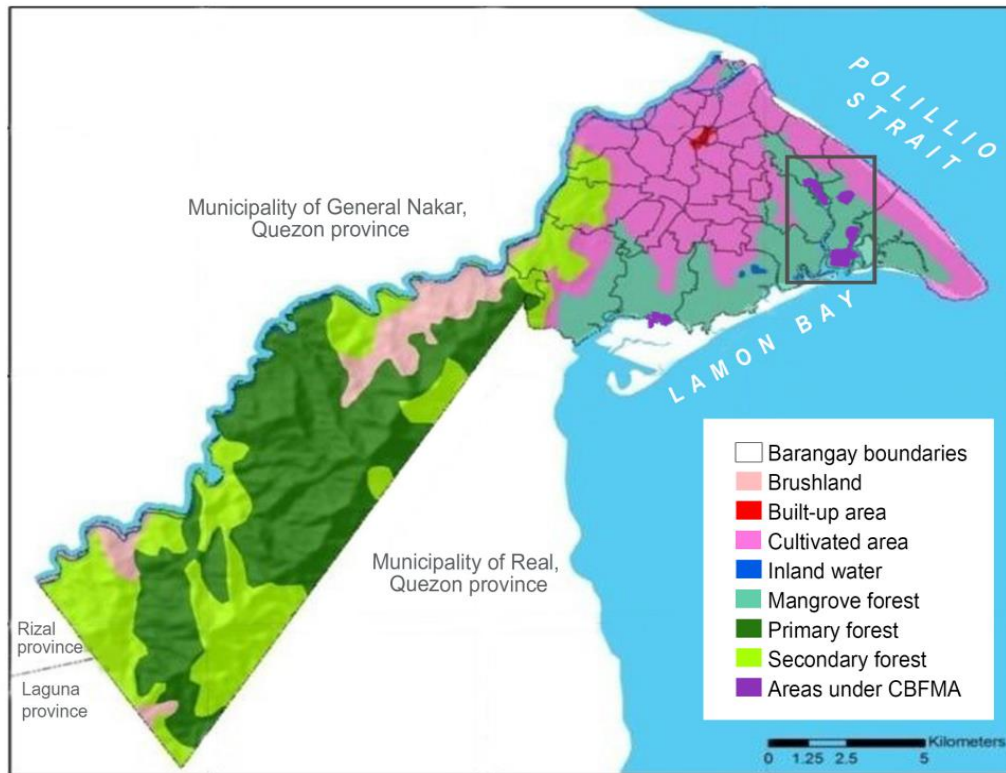 POLILLIO
STRAIT
Municipality of General Nakar,
Quezon province
LAMON BAY
Municipality of Real,
Quezon province
Rizal
province
Laguna
province
Barangay boundaries
Brushland
Built-up area
Cultivated area
Inland water
Mangrove forest
Primary forest
Secondary forest
Areas under CBFMA
Kilometers
0 1.25 2.5 5